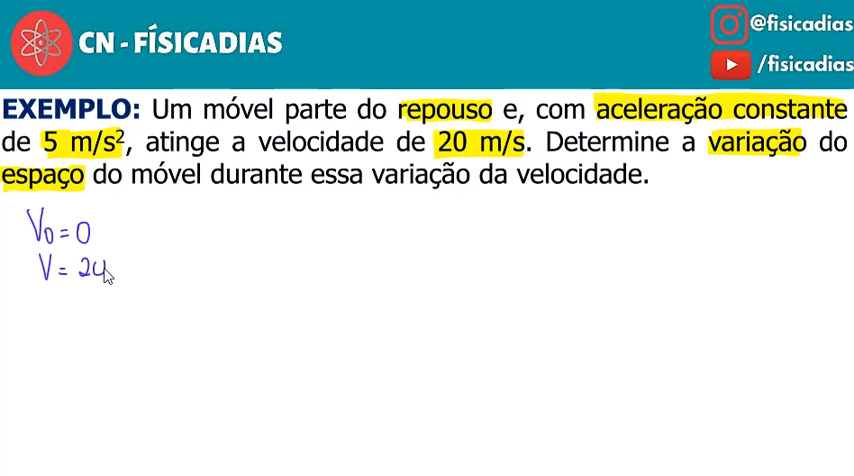 CN - FÍSICADIAS
@fisicadias
/fisicadias
EXEMPLO: Um móvel parte do repouso e, com aceleração constante
de 5 m/s², atinge a velocidade de 20 m/s. Determine a variação do
espaço do móvel durante essa variação da velocidade.
V₀ = 0
V = 20